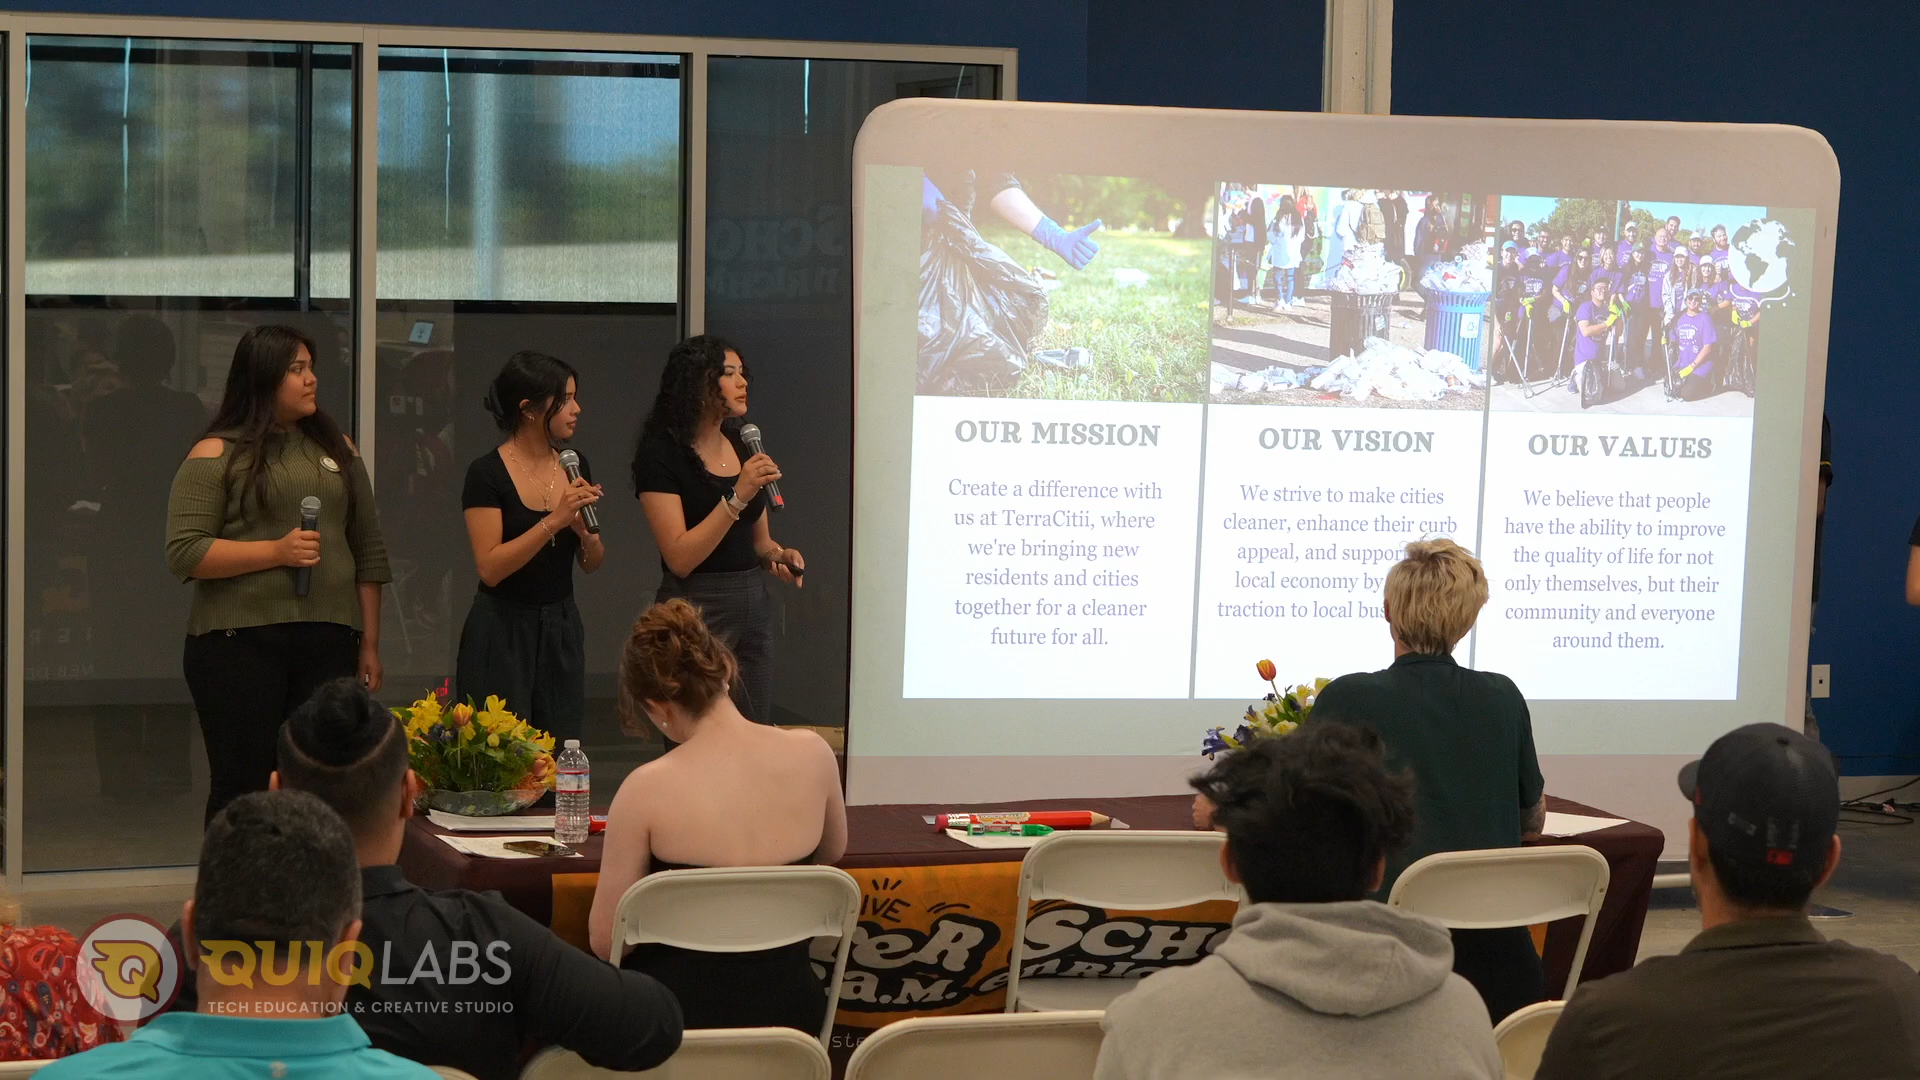 OUR MISSION
Create a difference with
us at TerraCitii, where
we're bringing new
residents and cities
together for a cleaner
future for all.
OUR VISION
We strive to make cities
cleaner, enhance their curb
appeal, and
local economy by
traction to local
OUR VALUES
We believe that people
have the ability to improve
the quality of life for not
only themselves, but their
community and everyone
around them.
QUIQLABS
TECH EDUCATION & CREATIVE STUDIO